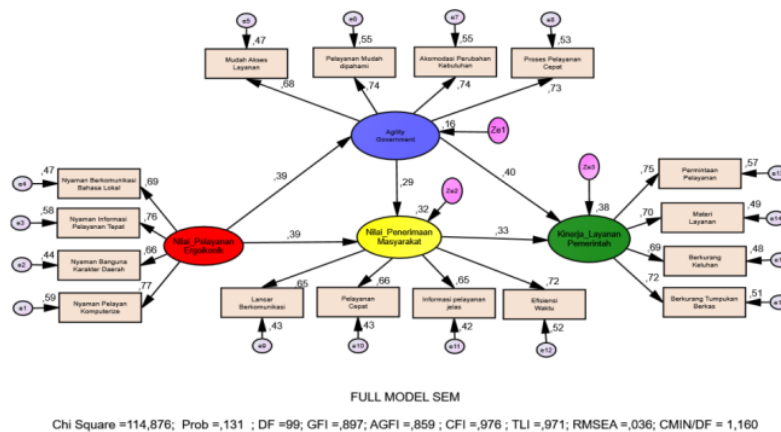 e5 e6 e7 e8
,47 ,55 ,55 ,53
Mudah Akses
Layanan
Pelayanan Mudah
dipahami
Akomodasi Perubahan
Kebutuhan
Proses Pelayanan
Cepat
,68 ,74 ,74 ,73
Agility
Government
,16
Ze1
,39
,29
,40
,47
e4
Nyaman Berkomunikasi
Bahasa Lokal
,69
,58
e3
Nyaman Informasi
Pelayanan Tepat
,76
,44
e2
Nyaman Banguna
Karakter Daerah
,66
,59
e1
Nyaman Pelayan
Komputerize
,77
Nilai_Pelayanan
Ergoikonik
,39
Ze2
,32
Nilai_Penerimaan
Masyarakat
,33
Ze3
,38
Kinerja_Layanan
Pemerintah
,75
Permintaan
Pelayanan
,57
,70
Materi
Layanan
,49
e14
,69
Berkurang
Keluhan
,48
,72
Berkurang Tumpukan
Berkas
,51
,65 ,66 ,65 ,72
Lancar
Berkomunikasi
Pelayanan
Cepat
Informasi pelayanan
jelas
Efisiensi
Waktu
,43 ,43 ,42 ,52
e9 e10 e11 e12
FULL MODEL SEM
Chi Square =114,876; Prob =,131 ; DF =99; GFI =,897; AGFI =,859 ; CFI =,976 ; TLI =,971; RMSEA =,036; CMIN/DF = 1,160